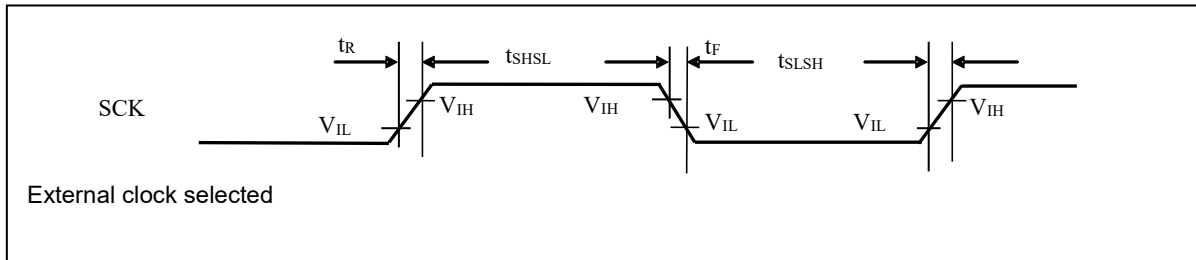 tR tSHSL tF tSLSH
SCK VIL VIH VIH VIL VIL VIH
External clock selected